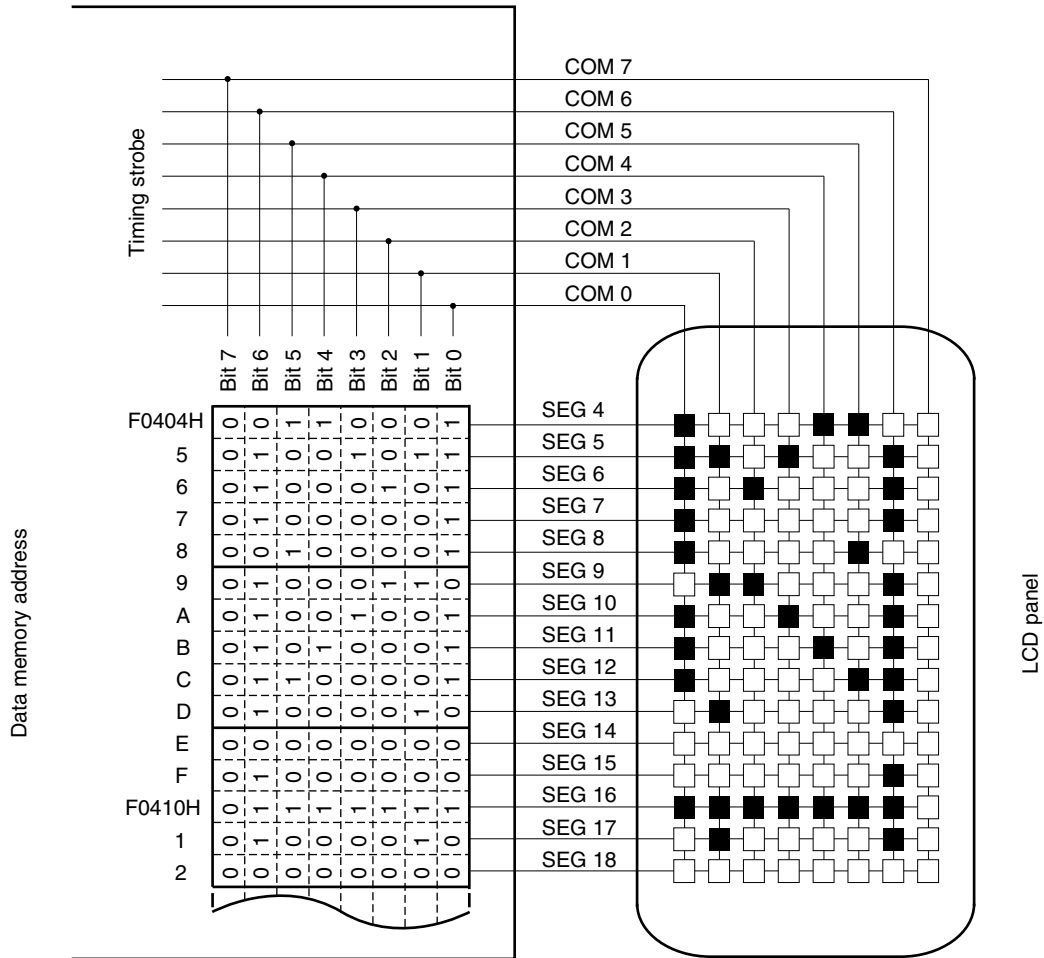 COM 7
COM 6
COM 5
COM 4
COM 3
COM 2
COM 1
COM 0
Timing strobe
Bit 7 Bit 6 Bit 5 Bit 4 Bit 3 Bit 2 Bit 1 Bit 0
F0404H 0 0 1 1 0 0 0 1 SEG 4
5 0 1 0 0 1 0 1 1 SEG 5
6 0 1 0 0 0 1 0 1 SEG 6
7 0 1 0 0 0 0 0 1 SEG 7
8 0 0 1 0 0 0 0 1 SEG 8
9 0 1 0 0 0 1 1 0 SEG 9
A 0 1 0 0 1 0 0 1 SEG 10
B 0 1 0 1 0 0 0 1 SEG 11
C 0 1 1 0 0 0 0 1 SEG 12
D 0 1 0 0 0 0 1 0 SEG 13
E 0 0 0 0 0 0 0 0 SEG 14
F 0 1 0 0 0 0 0 0 SEG 15
F0410H 0 1 1 1 1 1 1 1 SEG 16
1 0 1 0 0 0 0 1 0 SEG 17
2 0 0 0 0 0 0 0 0 SEG 18
Data memory address
LCD panel